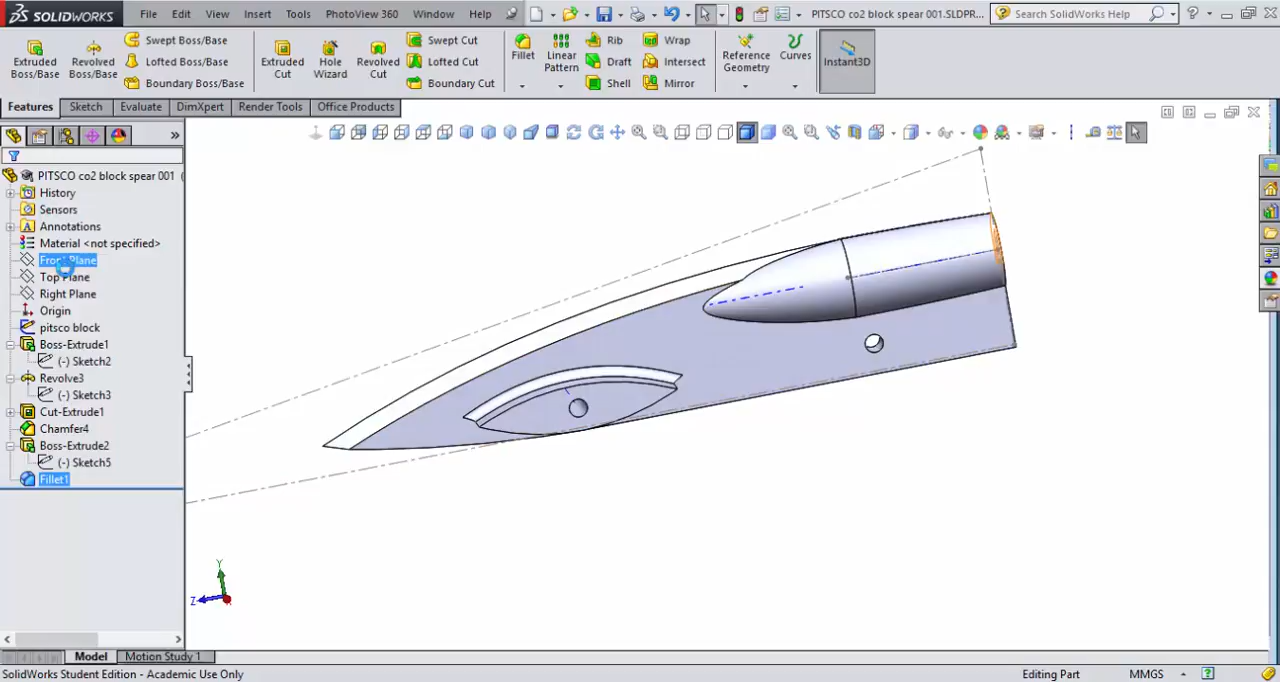 SOLIDWORKS File Edit View Insert Tools PhotoView 360 Window Help PITSCO co2 block spear 001.SLDPR... Search SolidWorks Help
Extruded Boss/Base
Revolved Boss/Base
Swept Boss/Base
Lofted Boss/Base
Boundary Boss/Base
Extruded Cut
Hole Wizard
Revolved Cut
Swept Cut
Lofted Cut
Boundary Cut
Fillet
Linear Pattern
Rib
Draft
Shell
Wrap
Intersect
Mirror
Reference Geometry
Curves
Instant3D
Features Sketch Evaluate DimXpert Render Tools Office Products
PITSCO co2 block spear 001 (
History
Sensors
Annotations
Material <not specified>
Front Plane
Top Plane
Right Plane
Origin
pitsco block
Boss-Extrude1
(-) Sketch2
Revolve3
(-) Sketch3
Cut-Extrude1
Chamfer4
Boss-Extrude2
(-) Sketch5
Fillet1
Y
Z
Model Motion Study 1
SolidWorks Student Edition - Academic Use Only Editing Part MMGS